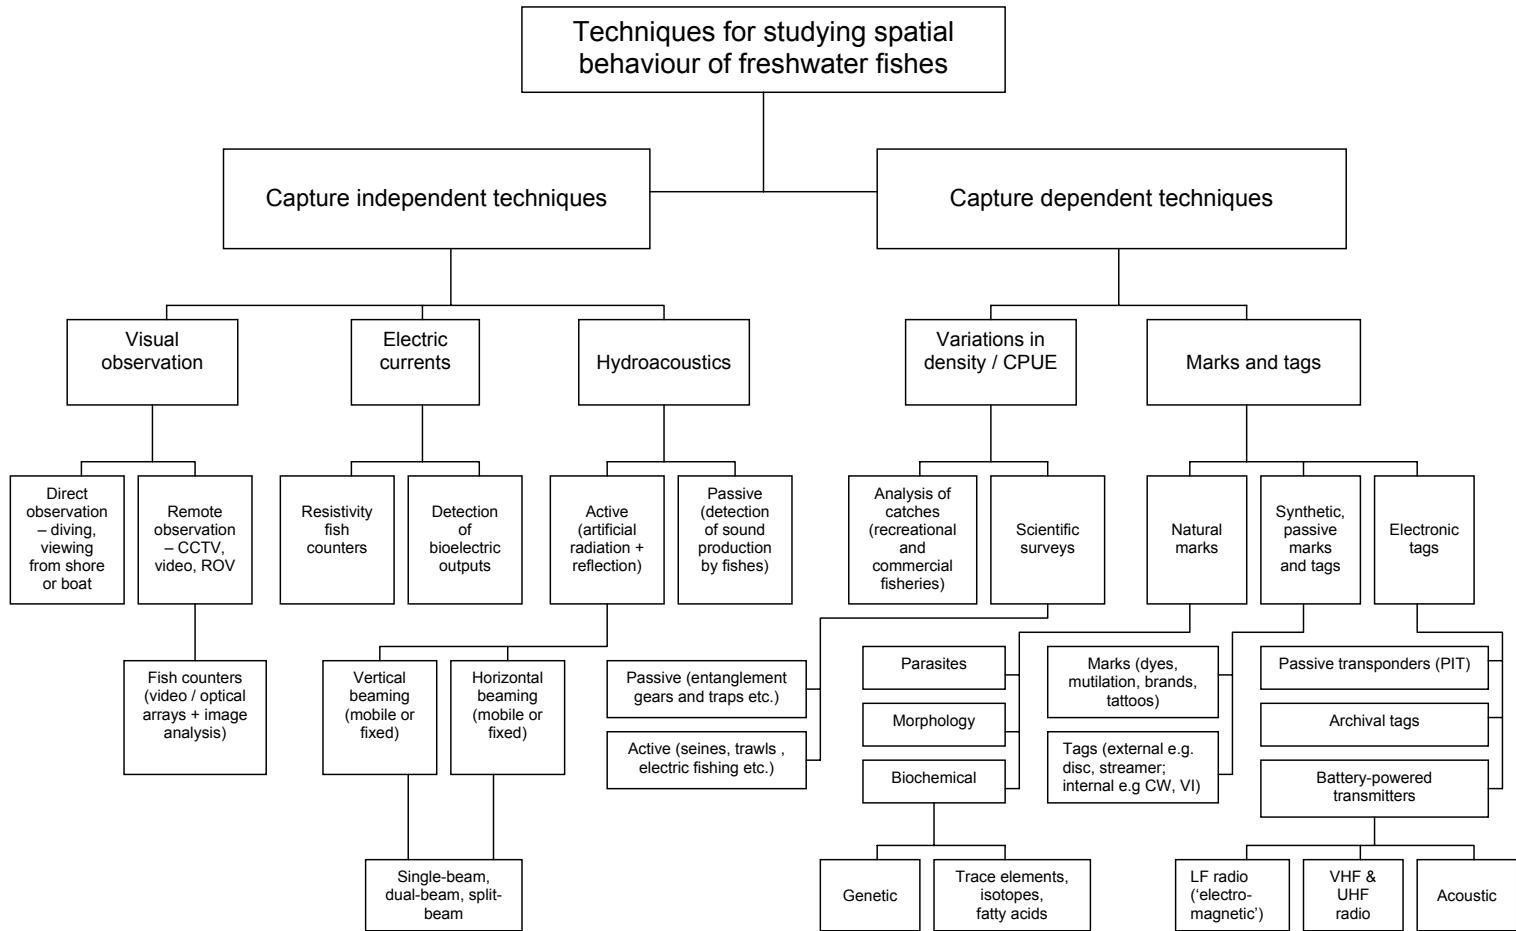 Techniques for studying spatial
behaviour of freshwater fishes
Capture independent techniques
Capture dependent techniques
Visual
observation
Electric
currents
Hydroacoustics
Variations in
density / CPUE
Marks and tags
Direct
observation
– diving,
viewing
from shore
or boat
Remote
observation
– CCTV,
video, ROV
Resistivity
fish
counters
Detection
of
bioelectric
outputs
Active
(artificial
radiation +
reflection)
Passive
(detection
of sound
production
by fishes)
Analysis of
catches
(recreational
and
commercial
fisheries)
Scientific
surveys
Natural
marks
Synthetic,
passive
marks
and tags
Electronic
tags
Fish counters
(video / optical
arrays + image
analysis)
Vertical
beaming
(mobile or
fixed)
Horizontal
beaming
(mobile or
fixed)
Passive (entanglement
gears and traps etc.)
Active (seines, trawls ,
electric fishing etc.)
Parasites
Morphology
Biochemical
Marks (dyes,
mutilation, brands,
tattoos)
Tags (external e.g.
disc, streamer;
internal e.g CW, VI)
Passive transponders (PIT)
Archival tags
Battery-powered
transmitters
Single-beam,
dual-beam, split-
beam
Genetic
Trace elements,
isotopes,
fatty acids
LF radio
(‘electro-
magnetic’)
VHF &
UHF
radio
Acoustic